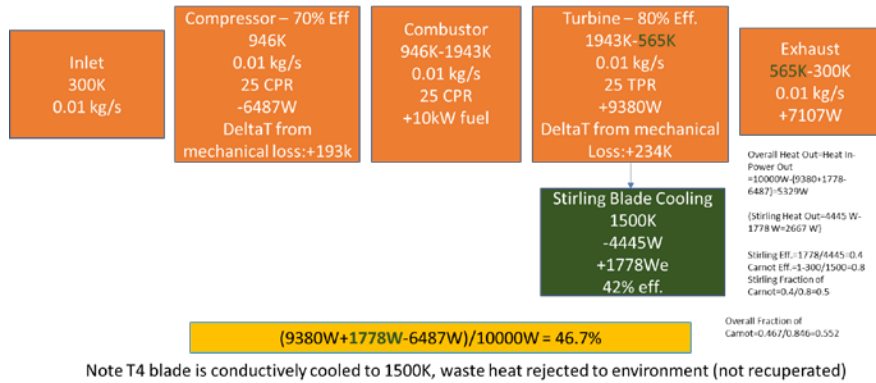 Inlet
300K
0.01 kg/s
Compressor – 70% Eff
946K
0.01 kg/s
25 CPR
-6487W
DeltaT from
mechanical loss:+193k
Combustor
946K-1943K
0.01 kg/s
25 CPR
+10kW fuel
Turbine – 80% Eff.
1943K-565K
0.01 kg/s
25 TPR
+9380W
DeltaT from mechanical
Loss:+234K
Exhaust
565K-300K
0.01 kg/s
+7107W
Overall Heat Out=Heat In-
Power Out
=10000W-(9380+1778-
6487)=5329W
(Stirling Heat Out=4445 W-
1778 W=2667 W)
Stirling Eff.=1778/4445=0.4
Carnot Eff.=1-300/1500=0.8
Stirling Fraction of
Carnot=0.4/0.8=0.5
Stirling Blade Cooling
1500K
-4445W
+1778We
42% eff.
Overall Fraction of
Carnot=0.467/0.846=0.552
(9380W+1778W-6487W)/10000W = 46.7%
Note T4 blade is conductively cooled to 1500K, waste heat rejected to environment (not recuperated)